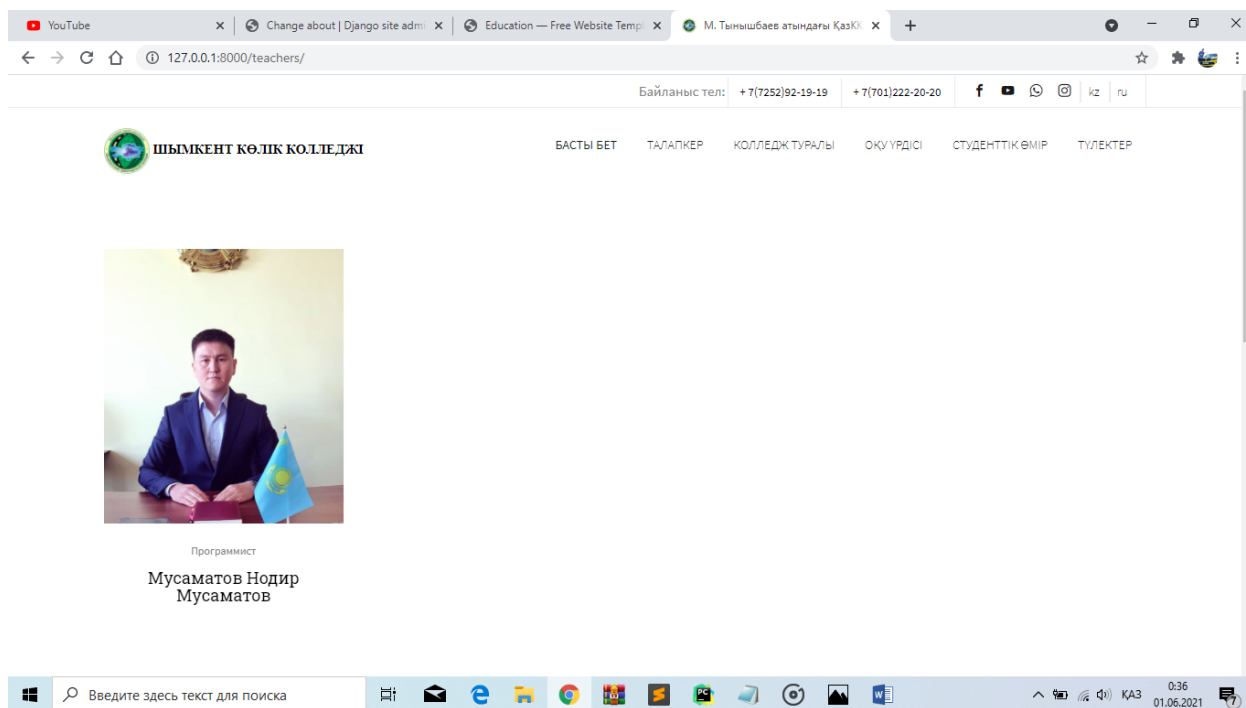 YouTube
Change about | Django site admi
Education — Free Website Templ
М. Тынышбаев атындағы ҚазКК
127.0.0.1:8000/teachers/
Байланыс тел: +7(7252)92-19-19 +7(701)222-20-20 kz ru
ШЫМКЕНТ КӨЛІК КОЛЛЕДЖІ
БАСТЫ БЕТ ТАЛАПКЕР КОЛЛЕДЖ ТУРАЛЫ ОҚУ ҮРДІСІ СТУДЕНТТІК ӨМІР ТҮЛЕКТЕР
Программист
Мусаматов Нодир
Мусаматов
Введите здесь текст для поиска
ҚАЗ
0:36
01.06.2021
7